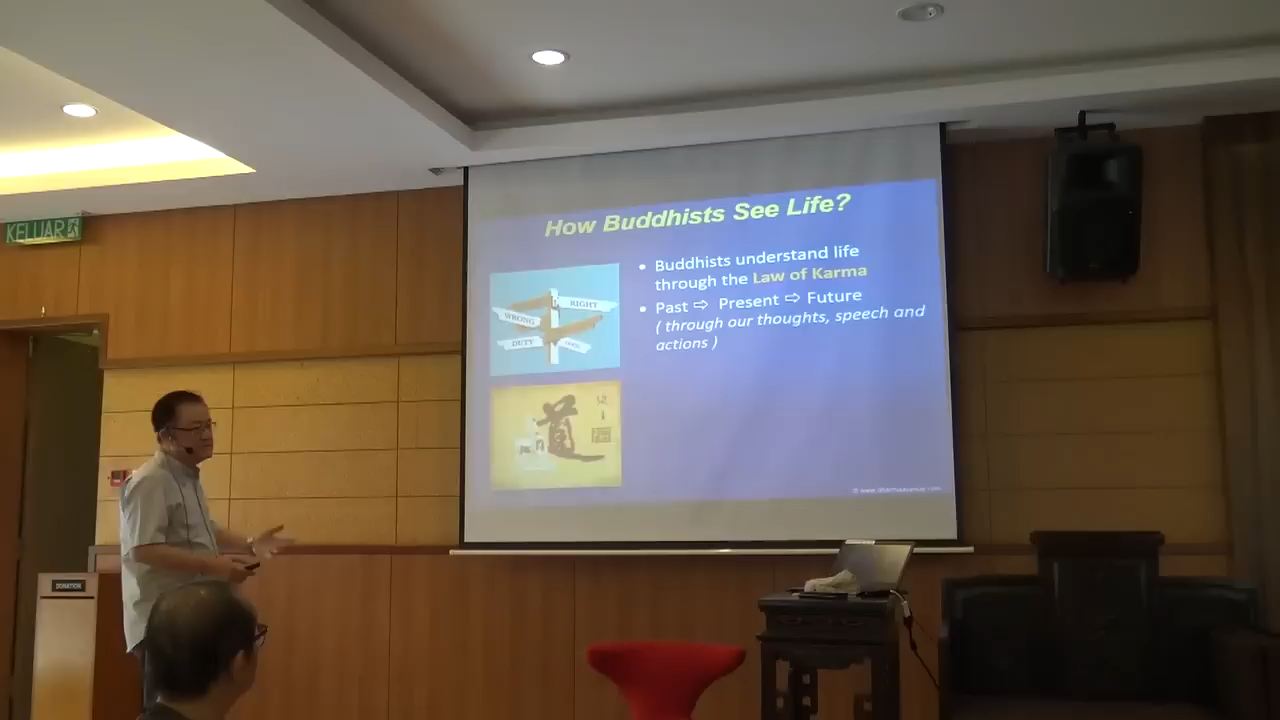 KELUAR
How Buddhists See Life?
• Buddhists understand life
through the Law of Karma
• Past ⇨ Present ⇨ Future
( through our thoughts, speech and
actions )
RIGHT
WRONG
DUTY
道
DONATION